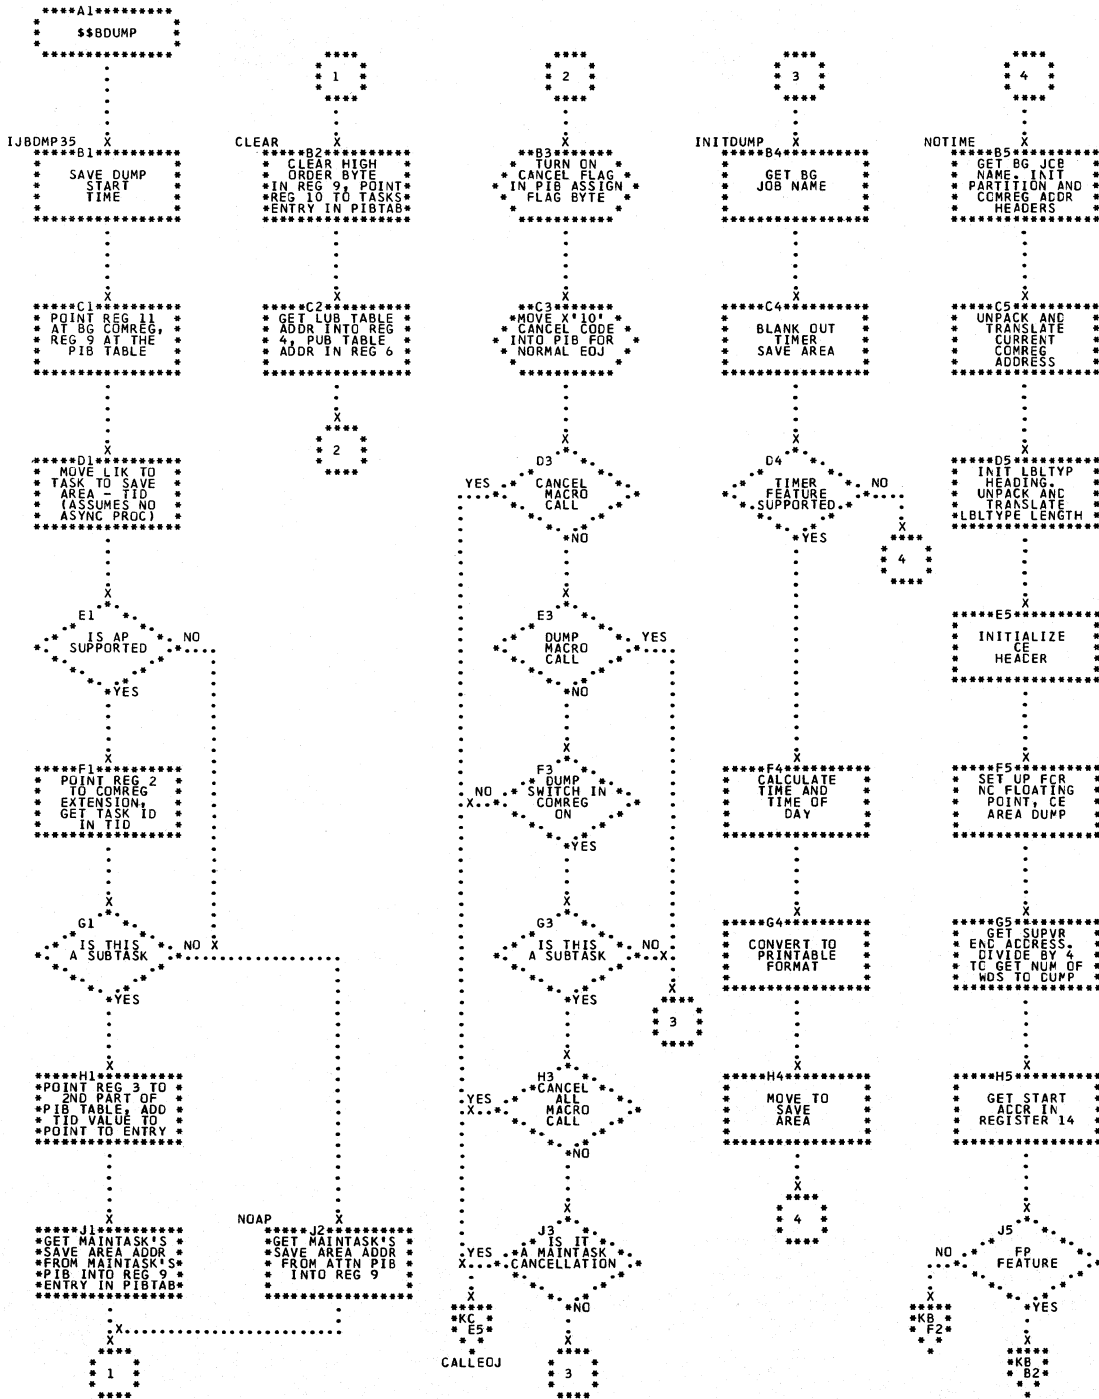 A1
$$BDUMP
IJBDMP35
B1
SAVE DUMP
START
TIME
C1
POINT REG 11
AT BG COMREG,
REG 9 AT THE
PIB TABLE
D1
MOVE LIK TO
TASK TO SAVE
AREA - TID
(ASSUMES NO
ASYNC PROC)
E1
IS AP
SUPPORTED
NO
YES
F1
POINT REG 2
TO COMREG
EXTENSION,
GET TASK ID
IN TID
G1
IS THIS
A SUBTASK
NO
YES
H1
POINT REG 3 TO
2ND PART OF
PIB TABLE, ADD
TID VALUE TO
POINT TO ENTRY
J1
GET MAINTASK'S
SAVE AREA ADDR
FROM MAINTASK'S
PIB INTO REG 9
ENTRY IN PIBTAB
1
1
CLEAR
B2
CLEAR HIGH
ORDER BYTE
IN REG 9, POINT
REG 10 TO TASKS
ENTRY IN PIBTAB
C2
GET LUB TABLE
ADDR INTO REG
4, PUB TABLE
ADDR IN REG 6
2
NOAP
J2
GET MAINTASK'S
SAVE AREA ADDR
FROM ATTN PIB
INTO REG 9
2
B3
TURN ON
CANCEL FLAG
IN PIB ASSIGN
FLAG BYTE
C3
MOVE X'10'
CANCEL CODE
INTO PIB FOR
NORMAL EOJ
D3
CANCEL
MACRO
CALL
YES
NO
E3
DUMP
MACRO
CALL
YES
NO
F3
DUMP
SWITCH IN
COMREG
ON
NO
YES
G3
IS THIS
A SUBTASK
NO
YES
3
H3
CANCEL
ALL
MACRO
CALL
YES
NO
J3
IS IT
A MAINTASK
CANCELLATION
YES
NO
KC
E5
CALLEOJ
3
3
INITDUMP
B4
GET BG
JOB NAME
C4
BLANK OUT
TIMER
SAVE AREA
D4
TIMER
FEATURE
SUPPORTED
NO
YES
4
F4
CALCULATE
TIME AND
TIME OF
DAY
G4
CONVERT TO
PRINTABLE
FORMAT
H4
MOVE TO
SAVE
AREA
4
4
NOTIME
B5
GET BG JCB
NAME. INIT
PARTITION AND
COMREG ADDR
HEADERS
C5
UNPACK AND
TRANSLATE
CURRENT
COMREG
ADDRESS
D5
INIT LBLTYP
HEADING.
UNPACK AND
TRANSLATE
LBLTYPE LENGTH
E5
INITIALIZE
CE
HEADER
F5
SET UP FCR
NC FLOATING
POINT, CE
AREA DUMP
G5
GET SUPVR
END ADDRESS.
DIVIDE BY 4
TC GET NUM OF
WDS TO DUMP
H5
GET START
ADDR IN
REGISTER 14
J5
FP
FEATURE
NO
YES
KB
F2
KB
B2